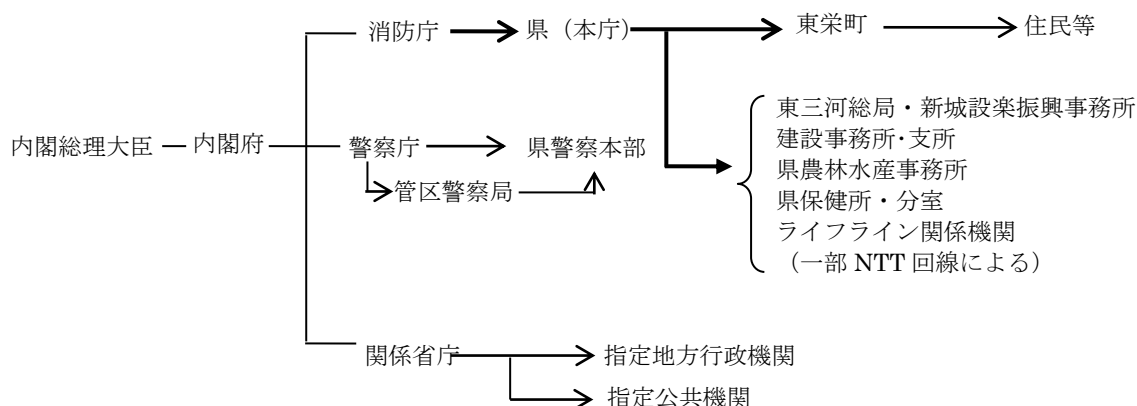 消防庁
県（本庁）
東栄町
住民等
内閣総理大臣
内閣府
警察庁
県警察本部
管区警察局
東三河総局・新城設楽振興事務所
建設事務所・支所
県農林水産事務所
県保健所・分室
ライフライン関係機関
（一部 NTT 回線による）
関係省庁
指定地方行政機関
指定公共機関